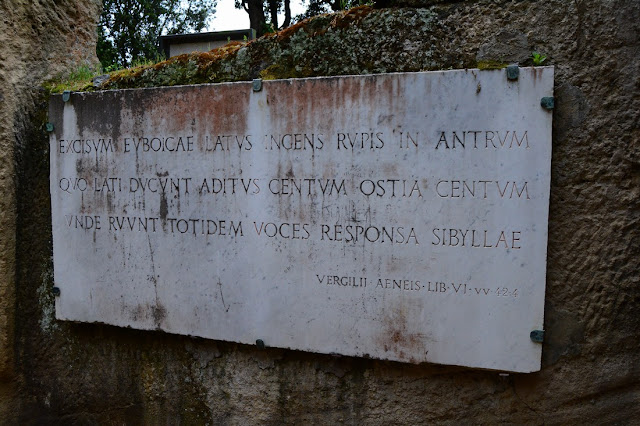 EXCISVM EVBOICAE LATVS INGENS RVPIS IN ANTRVM
QVO LATI DVCVNT ADITVS CENTVM OSTIA CENTVM
VNDE RVVNT TOTIDEM VOCES RESPONSA SIBYLLAE
VERGILII AENEIS·LIB·VI·VV·42.4